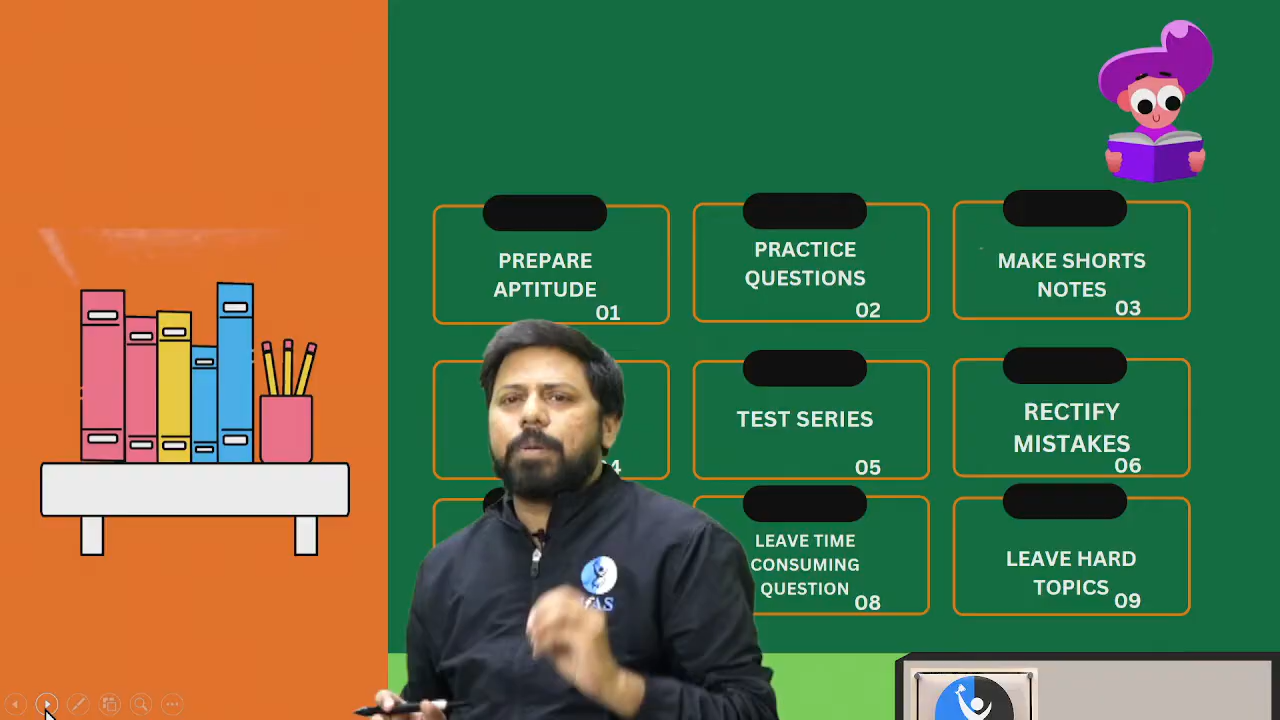 PREPARE
APTITUDE
01
PRACTICE
QUESTIONS
02
MAKE SHORTS
NOTES
03
TEST SERIES
05
RECTIFY
MISTAKES
06
LEAVE TIME
CONSUMING
QUESTION
08
LEAVE HARD
TOPICS
09